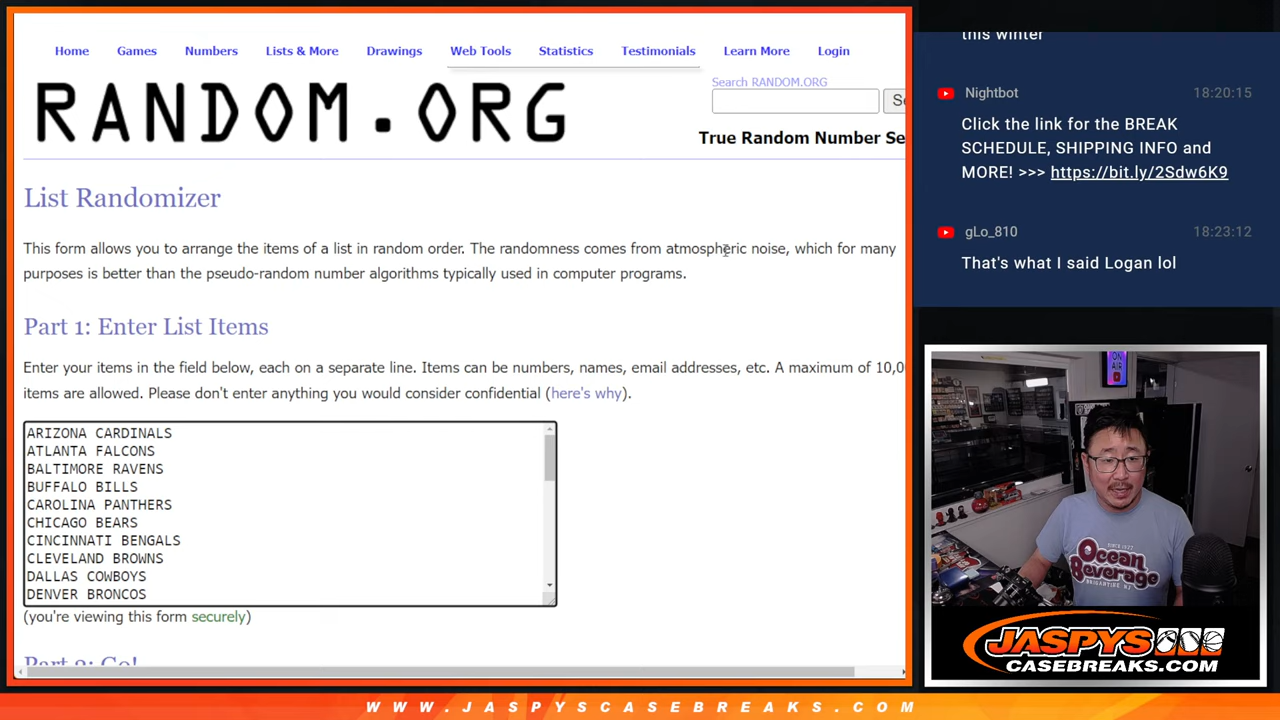 Home Games Numbers Lists & More Drawings Web Tools Statistics Testimonials Learn More Login
Search RANDOM.ORG
RANDOM.ORG
True Random Number Se
List Randomizer
This form allows you to arrange the items of a list in random order. The randomness comes from atmospheric noise, which for many
purposes is better than the pseudo-random number algorithms typically used in computer programs.
Part 1: Enter List Items
Enter your items in the field below, each on a separate line. Items can be numbers, names, email addresses, etc. A maximum of 10,0
items are allowed. Please don't enter anything you would consider confidential (here's why).
ARIZONA CARDINALS
ATLANTA FALCONS
BALTIMORE RAVENS
BUFFALO BILLS
CAROLINA PANTHERS
CHICAGO BEARS
CINCINNATI BENGALS
CLEVELAND BROWNS
DALLAS COWBOYS
DENVER BRONCOS
(you're viewing this form securely)
Part 2: Go!
this winter
Nightbot 18:20:15
Click the link for the BREAK
SCHEDULE, SHIPPING INFO and
MORE! >>> https://bit.ly/2Sdw6K9
gLo_810 18:23:12
That's what I said Logan lol
ON
AIR
Ocean
Beverage
BRIGANTINE, NJ
JASPYS
CASEBREAKS.COM
WWW.JASPYSCASEBREAKS.COM